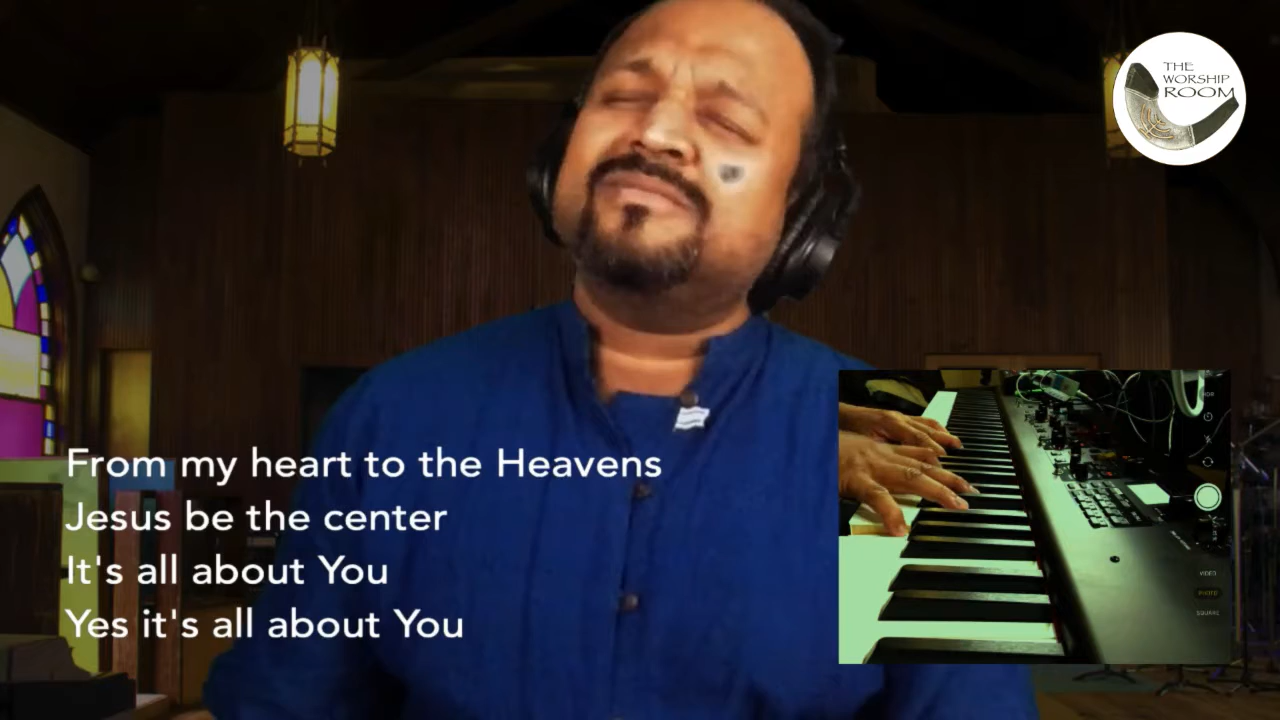 THE
WORSHIP
ROOM
From my heart to the Heavens
Jesus be the center
It's all about You
Yes it's all about You
VIDEO
PHOTO
SQUARE